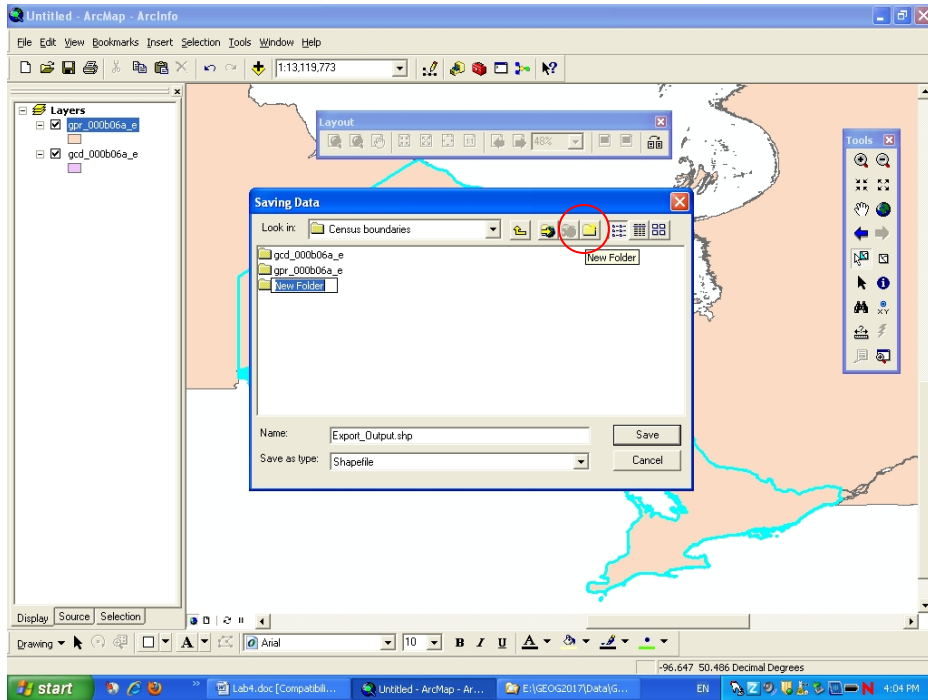 Untitled - ArcMap - ArcInfo
File Edit View Bookmarks Insert Selection Tools Window Help
1:13,119,773
Layers
gpr_000b06a_e
gcd_000b06a_e
Layout
48%
Tools
XY
Saving Data
Look in: Census boundaries
New Folder
gcd_000b06a_e
gpr_000b06a_e
New Folder
Name: Export_Output.shp Save
Save as type: Shapefile Cancel
Display Source Selection
Drawing A Arial 10 B I U A
-96.647 50.486 Decimal Degrees
start Lab4.doc [Compatibili... Untitled - ArcMap - Ar... E:\GEOG2017\Data\G... EN 4:04 PM